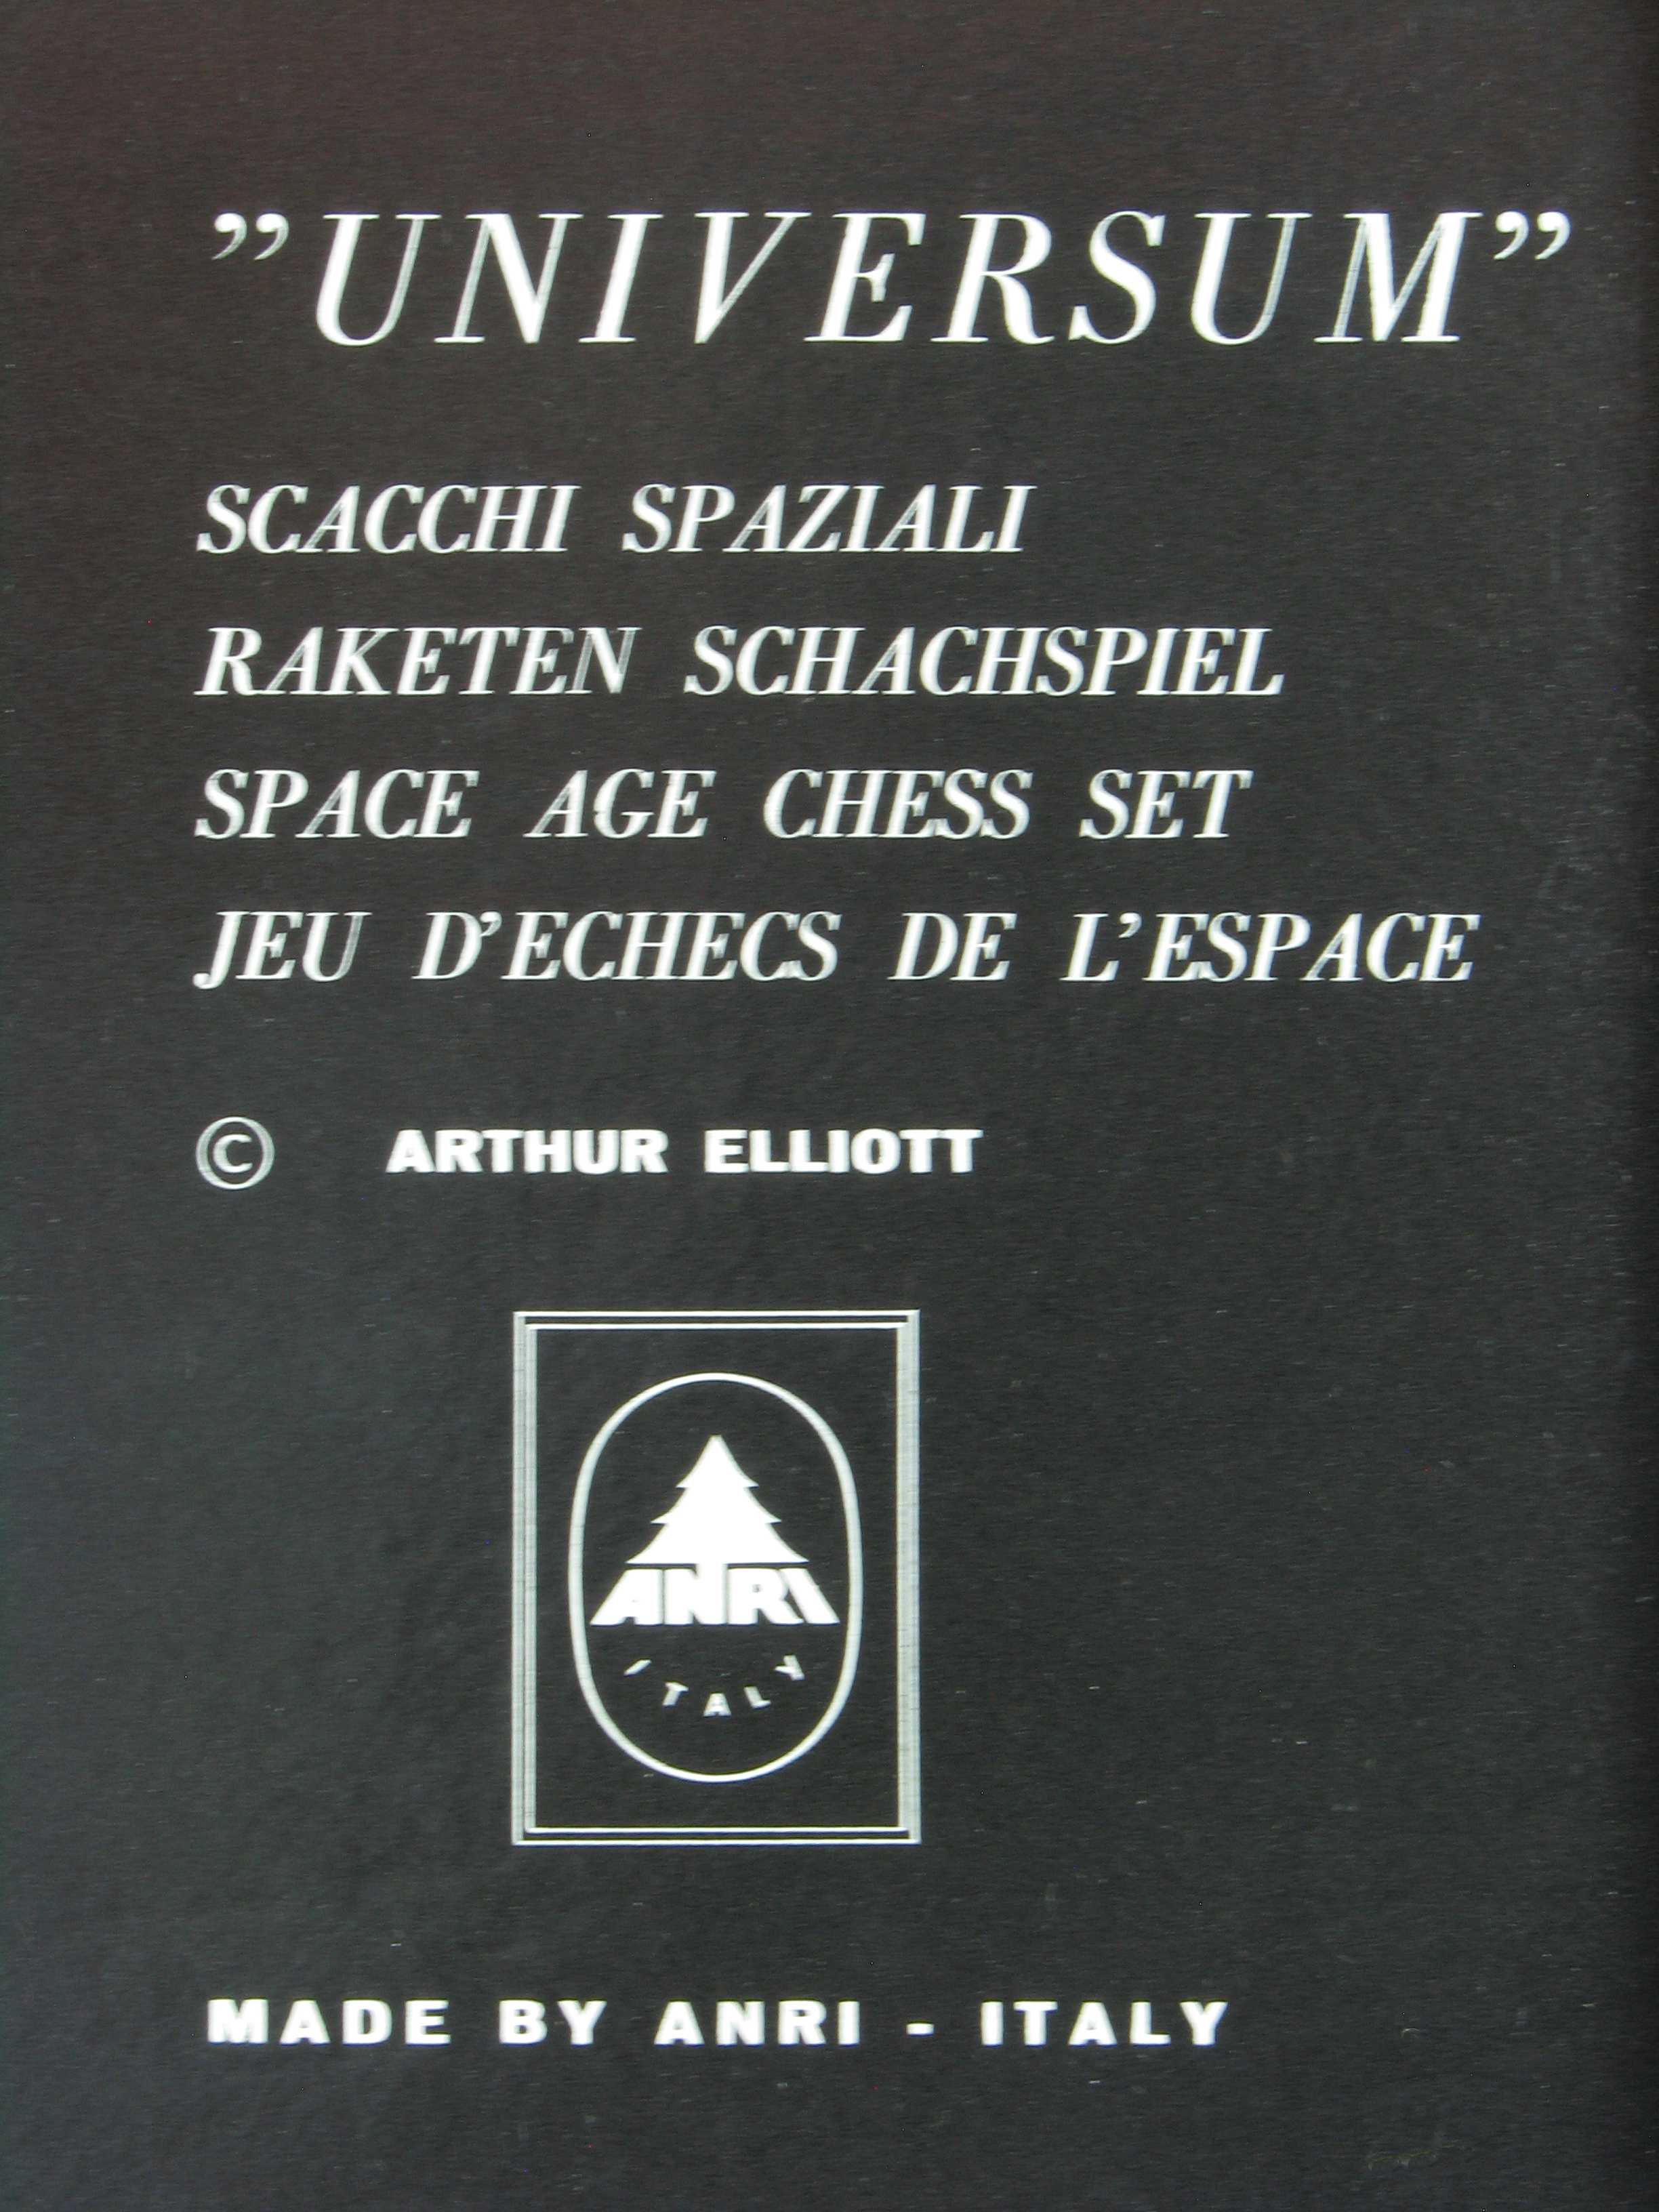 ”UNIVERSUM”
SCACCHI SPAZIALI
RAKETEN SCHACHSPIEL
SPACE AGE CHESS SET
JEU D’ECHECS DE L’ESPACE
© ARTHUR ELLIOTT
ANRI
ITALY
MADE BY ANRI - ITALY